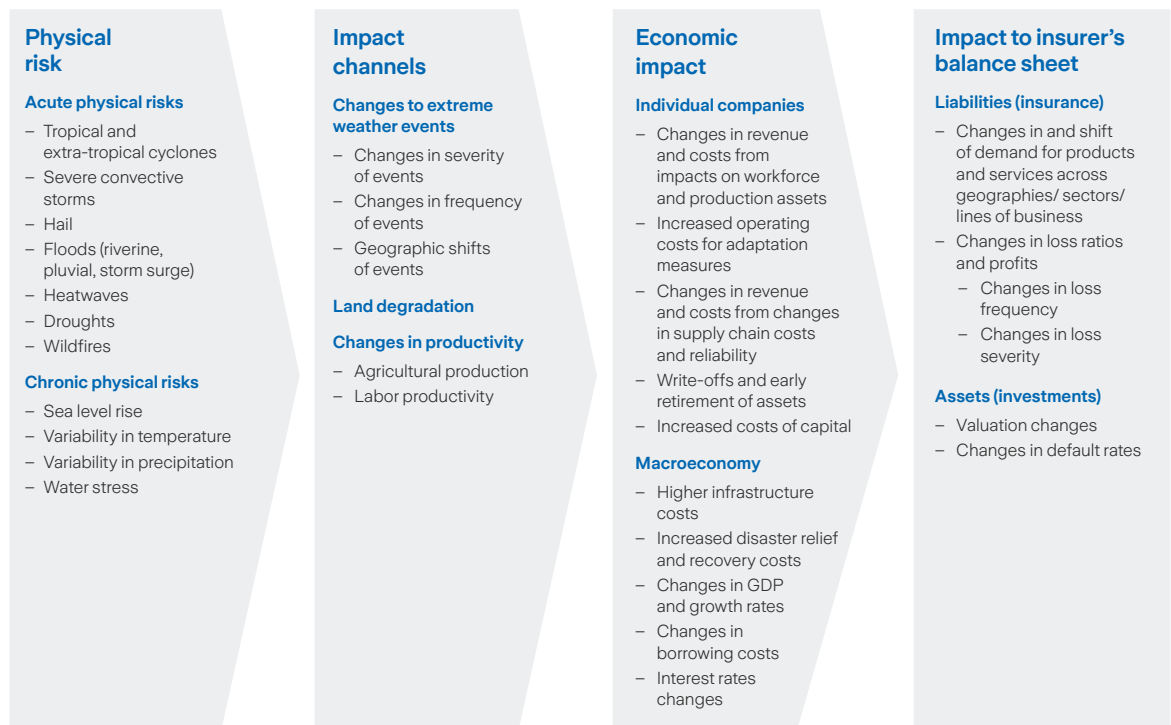 Physical
risk
Acute physical risks
– Tropical and
extra-tropical cyclones
– Severe convective
storms
– Hail
– Floods (riverine,
pluvial, storm surge)
– Heatwaves
– Droughts
– Wildfires
Chronic physical risks
– Sea level rise
– Variability in temperature
– Variability in precipitation
– Water stress
Impact
channels
Changes to extreme
weather events
– Changes in severity
of events
– Changes in frequency
of events
– Geographic shifts
of events
Land degradation
Changes in productivity
– Agricultural production
– Labor productivity
Economic
impact
Individual companies
– Changes in revenue
and costs from
impacts on workforce
and production assets
– Increased operating
costs for adaptation
measures
– Changes in revenue
and costs from changes
in supply chain costs
and reliability
– Write-offs and early
retirement of assets
– Increased costs of capital
Macroeconomy
– Higher infrastructure
costs
– Increased disaster relief
and recovery costs
– Changes in GDP
and growth rates
– Changes in
borrowing costs
– Interest rates
changes
Impact to insurer’s
balance sheet
Liabilities (insurance)
– Changes in and shift
of demand for products
and services across
geographies/ sectors/
lines of business
– Changes in loss ratios
and profits
– Changes in loss
frequency
– Changes in loss
severity
Assets (investments)
– Valuation changes
– Changes in default rates